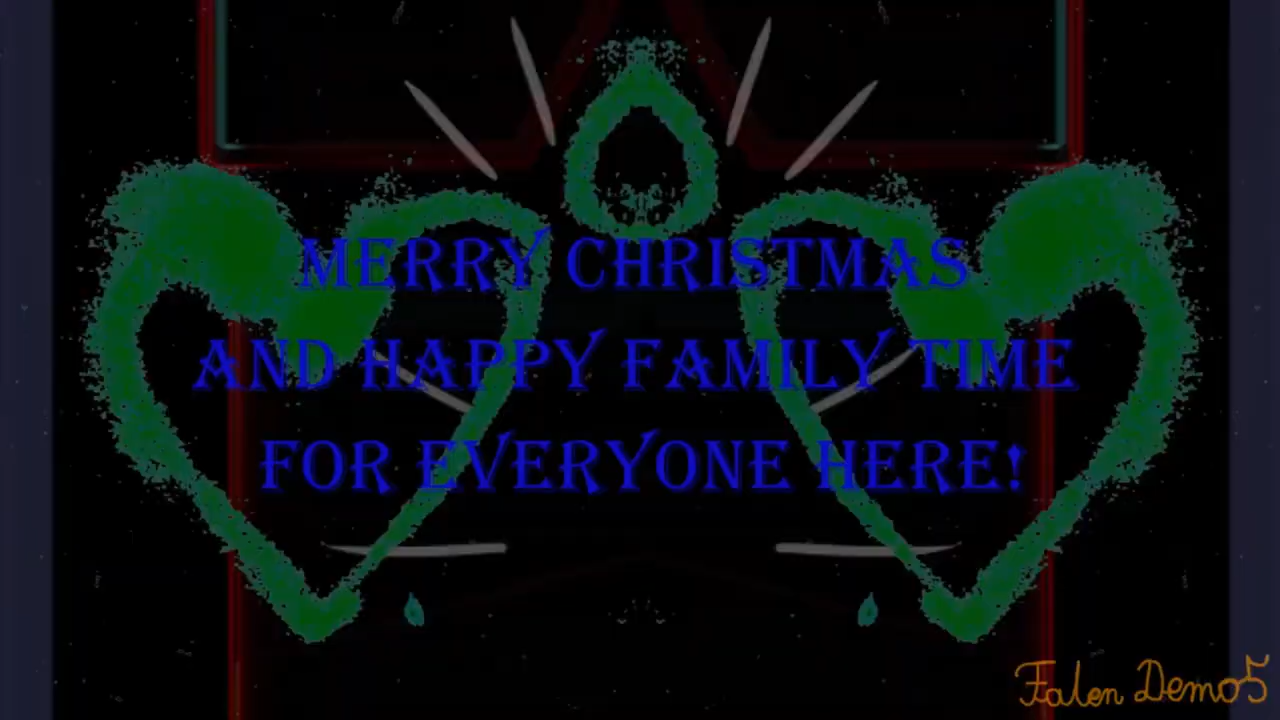 MERRY CHRISTMAS
AND HAPPY FAMILY TIME
FOR EVERYONE HERE!
Falen Demo5